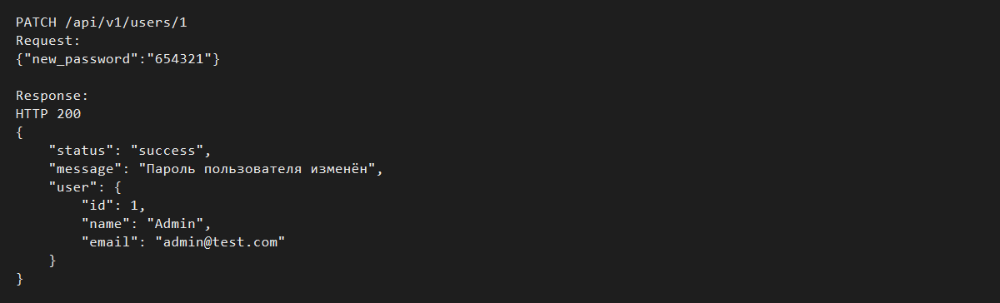 PATCH /api/v1/users/1
Request:
{"new_password":"654321"}

Response:
HTTP 200
{
    "status": "success",
    "message": "Пароль пользователя изменён",
    "user": {
        "id": 1,
        "name": "Admin",
        "email": "admin@test.com"
    }
}